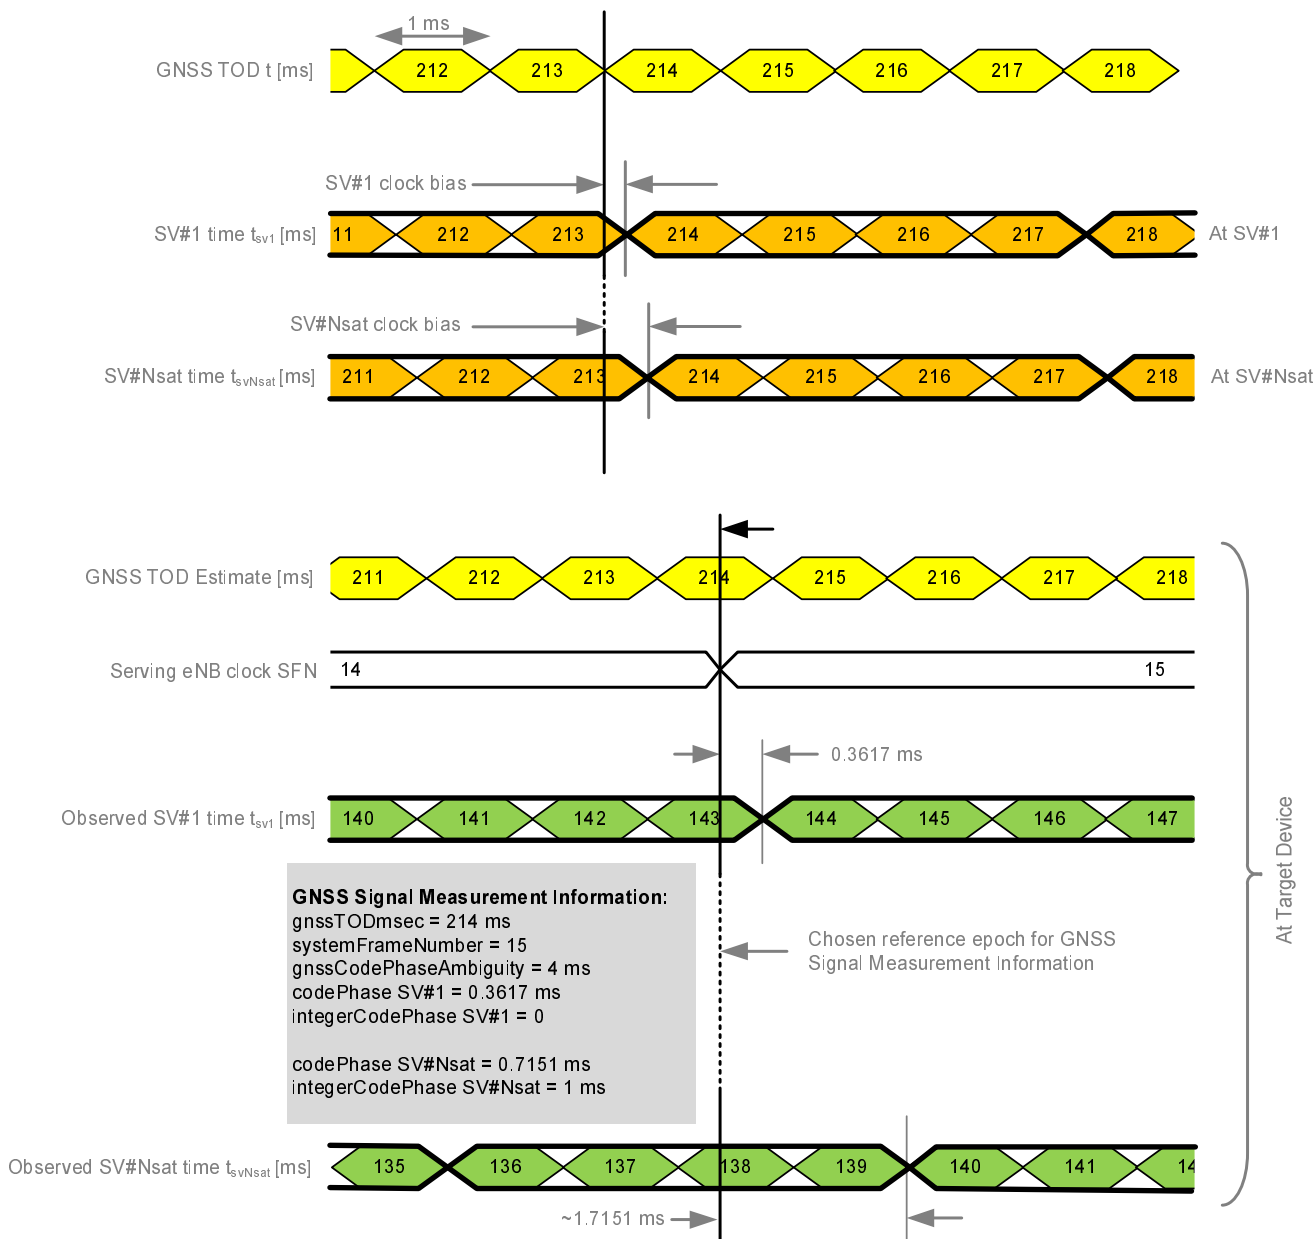 1 ms
GNSS TOD t [ms] 212 213 214 215 216 217 218
SV#1 clock bias
SV#1 time tsv1 [ms] 11 212 213 214 215 216 217 218 At SV#1
SV#Nsat clock bias
SV#Nsat time tsvNsat [ms] 211 212 213 214 215 216 217 218 At SV#Nsat
GNSS TOD Estimate [ms] 211 212 213 214 215 216 217 218
Serving eNB clock SFN 14 15
0.3617 ms
Observed SV#1 time tsv1 [ms] 140 141 142 143 144 145 146 147
At Target Device
GNSS Signal Measurement Information:
gnssTODmsec = 214 ms
systemFrameNumber = 15
gnssCodePhaseAmbiguity = 4 ms
codePhase SV#1 = 0.3617 ms
integerCodePhase SV#1 = 0
codePhase SV#Nsat = 0.7151 ms
integerCodePhase SV#Nsat = 1 ms
Chosen reference epoch for GNSS
Signal Measurement Information
Observed SV#Nsat time tsvNsat [ms] 135 136 137 138 139 140 141 14
~1.7151 ms